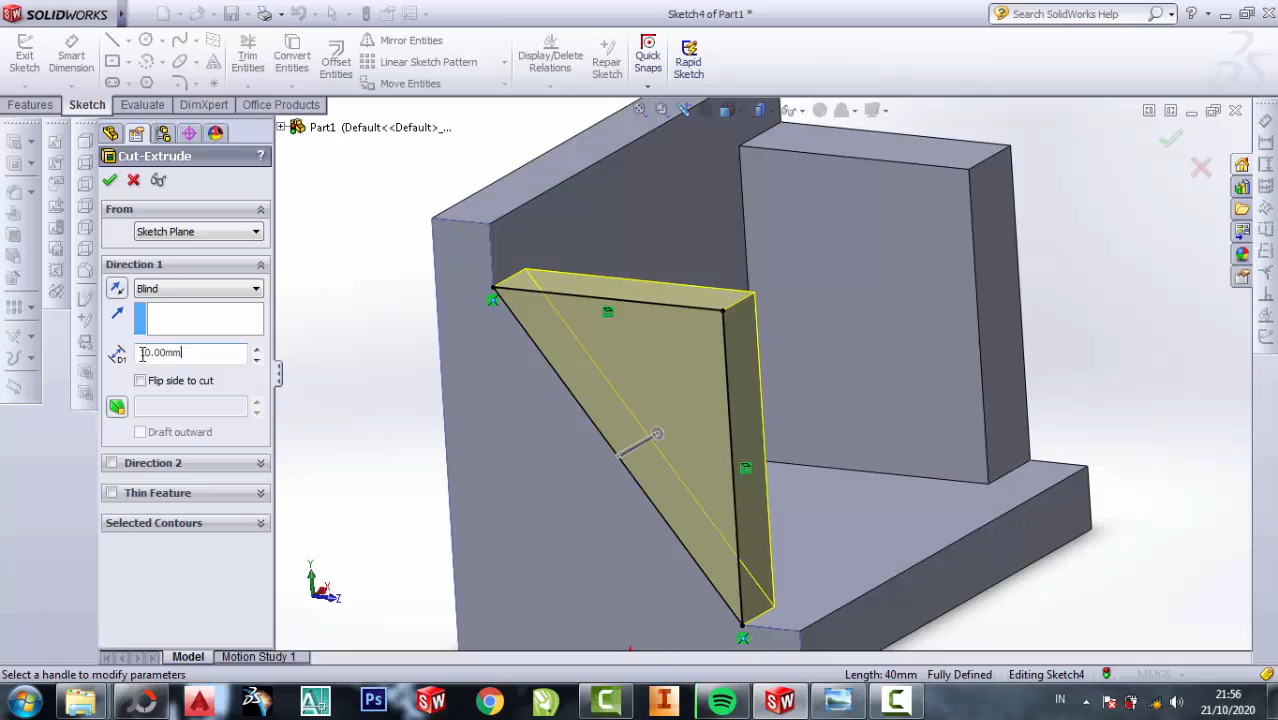 SOLIDWORKS
Sketch4 of Part1 *
Search SolidWorks Help
?
Exit Sketch
Smart Dimension
Trim Entities
Convert Entities
Offset Entities
Mirror Entities
Linear Sketch Pattern
Move Entities
Display/Delete Relations
Repair Sketch
Quick Snaps
Rapid Sketch
Features
Sketch
Evaluate
DimXpert
Office Products
Part1 (Default<<Default>_...
Cut-Extrude
?
From
Sketch Plane
Direction 1
Blind
D1
Flip side to cut
Draft outward
Direction 2
Thin Feature
Selected Contours
Y
X
Z
Model
Motion Study 1
Select a handle to modify parameters
Length: 40mm
Fully Defined
Editing Sketch4
MMGS
IN
21:56
21/10/2020